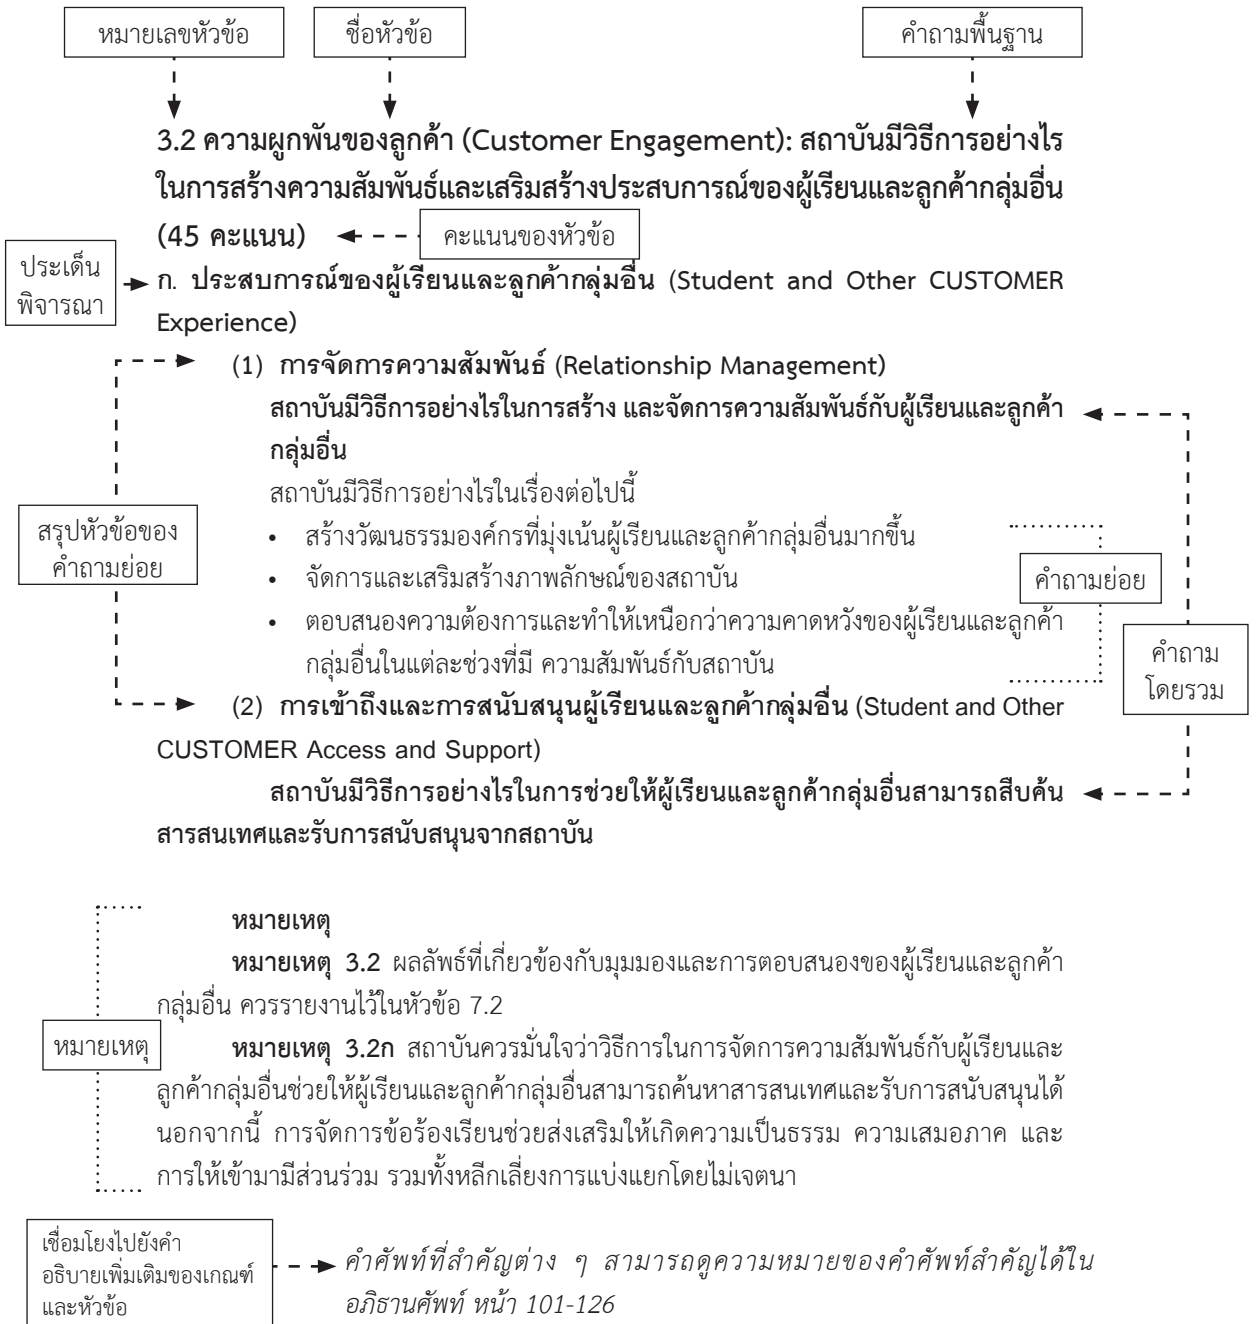 หมายเลขหัวข้อ
ชื่อหัวข้อ
คำถามพื้นฐาน
3.2 ความผูกพันของลูกค้า (Customer Engagement): สถาบันมีวิธีการอย่างไร
ในการสร้างความสัมพันธ์และเสริมสร้างประสบการณ์ของผู้เรียนและลูกค้ากลุ่มอื่น
(45 คะแนน)
คะแนนของหัวข้อ
ประเด็น
พิจารณา
ก. ประสบการณ์ของผู้เรียนและลูกค้ากลุ่มอื่น (Student and Other CUSTOMER
Experience)
(1) การจัดการความสัมพันธ์ (Relationship Management)
สถาบันมีวิธีการอย่างไรในการสร้าง และจัดการความสัมพันธ์กับผู้เรียนและลูกค้า
กลุ่มอื่น
สถาบันมีวิธีการอย่างไรในเรื่องต่อไปนี้
สรุปหัวข้อของ
คำถามย่อย
• สร้างวัฒนธรรมองค์กรที่มุ่งเน้นผู้เรียนและลูกค้ากลุ่มอื่นมากขึ้น
• จัดการและเสริมสร้างภาพลักษณ์ของสถาบัน
• ตอบสนองความต้องการและทำให้เหนือกว่าความคาดหวังของผู้เรียนและลูกค้า
กลุ่มอื่นในแต่ละช่วงที่มี ความสัมพันธ์กับสถาบัน
คำถามย่อย
คำถาม
โดยรวม
(2) การเข้าถึงและการสนับสนุนผู้เรียนและลูกค้ากลุ่มอื่น (Student and Other
CUSTOMER Access and Support)
สถาบันมีวิธีการอย่างไรในการช่วยให้ผู้เรียนและลูกค้ากลุ่มอื่นสามารถสืบค้น
สารสนเทศและรับการสนับสนุนจากสถาบัน
หมายเหตุ
หมายเหตุ 3.2 ผลลัพธ์ที่เกี่ยวข้องกับมุมมองและการตอบสนองของผู้เรียนและลูกค้า
กลุ่มอื่น ควรรายงานไว้ในหัวข้อ 7.2
หมายเหตุ
หมายเหตุ 3.2ก สถาบันควรมั่นใจว่าวิธีการในการจัดการความสัมพันธ์กับผู้เรียนและ
ลูกค้ากลุ่มอื่นช่วยให้ผู้เรียนและลูกค้ากลุ่มอื่นสามารถค้นหาสารสนเทศและรับการสนับสนุนได้
นอกจากนี้ การจัดการข้อร้องเรียนช่วยส่งเสริมให้เกิดความเป็นธรรม ความเสมอภาค และ
การให้เข้ามามีส่วนร่วม รวมทั้งหลีกเลี่ยงการแบ่งแยกโดยไม่เจตนา
เชื่อมโยงไปยังคำ
อธิบายเพิ่มเติมของเกณฑ์
และหัวข้อ
คำศัพท์ที่สำคัญต่าง ๆ สามารถดูความหมายของคำศัพท์สำคัญได้ใน
อภิธานศัพท์ หน้า 101-126